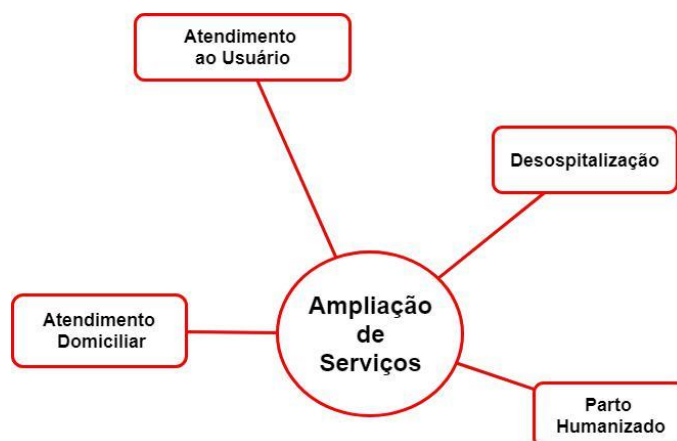 Atendimento
ao Usuário
Desospitalização
Ampliação
de
Serviços
Atendimento
Domiciliar
Parto
Humanizado